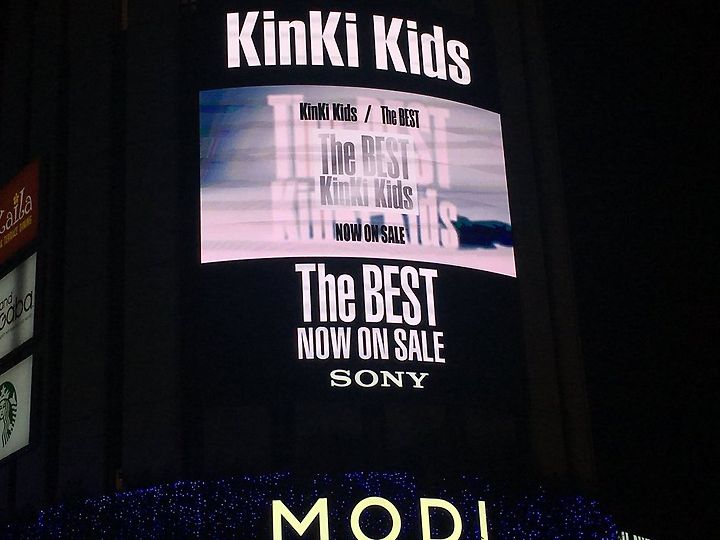 KinKi Kids
KinKi Kids / The BEST
The BEST
KinKi Kids
NOW ON SALE
The BEST
NOW ON SALE
SONY
MODI